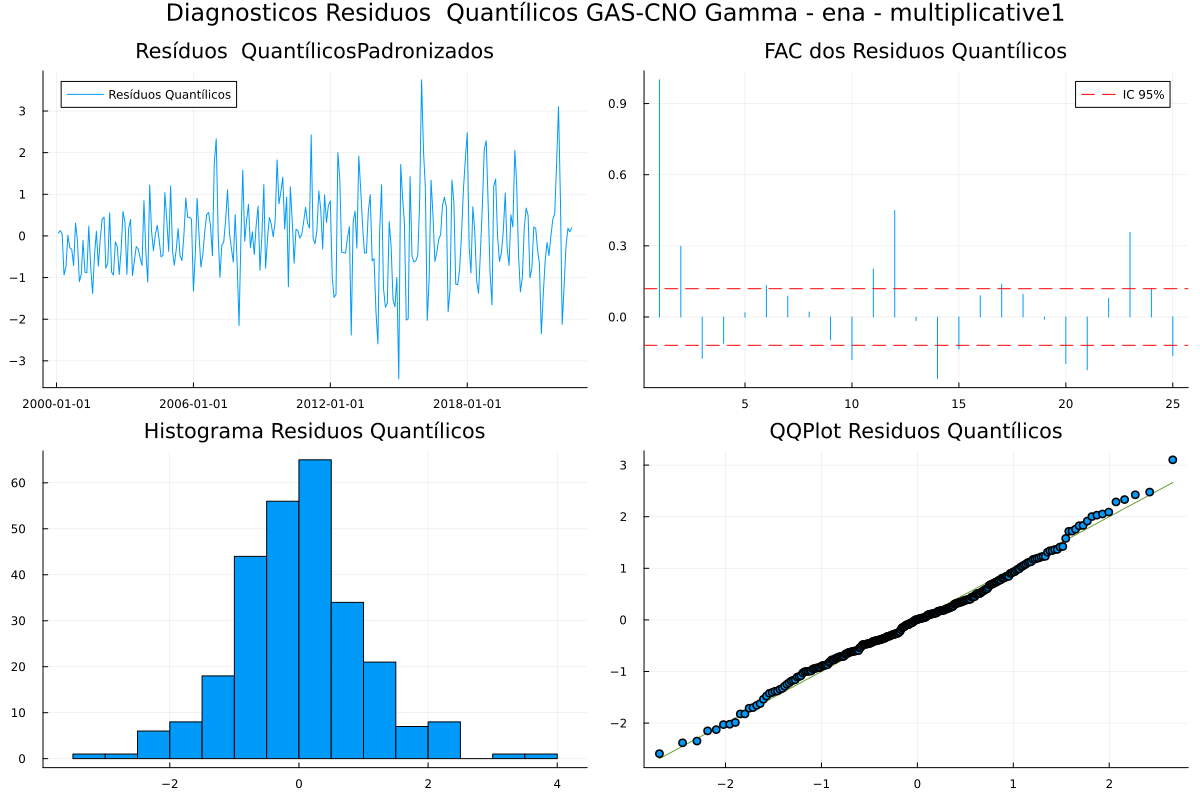 Diagnosticos Residuos  Quantílicos GAS-CNO Gamma - ena - multiplicative1
Resíduos  QuantílicosPadronizados
Resíduos Quantílicos
3
2
1
0
−1
−2
−3
2000-01-01 2006-01-01 2012-01-01 2018-01-01
FAC dos Residuos Quantílicos
IC 95%
0.9
0.6
0.3
0.0
5 10 15 20 25
Histograma Residuos Quantílicos
60
50
40
30
20
10
0
−2 0 2 4
QQPlot Residuos Quantílicos
3
2
1
0
−1
−2
−2 −1 0 1 2